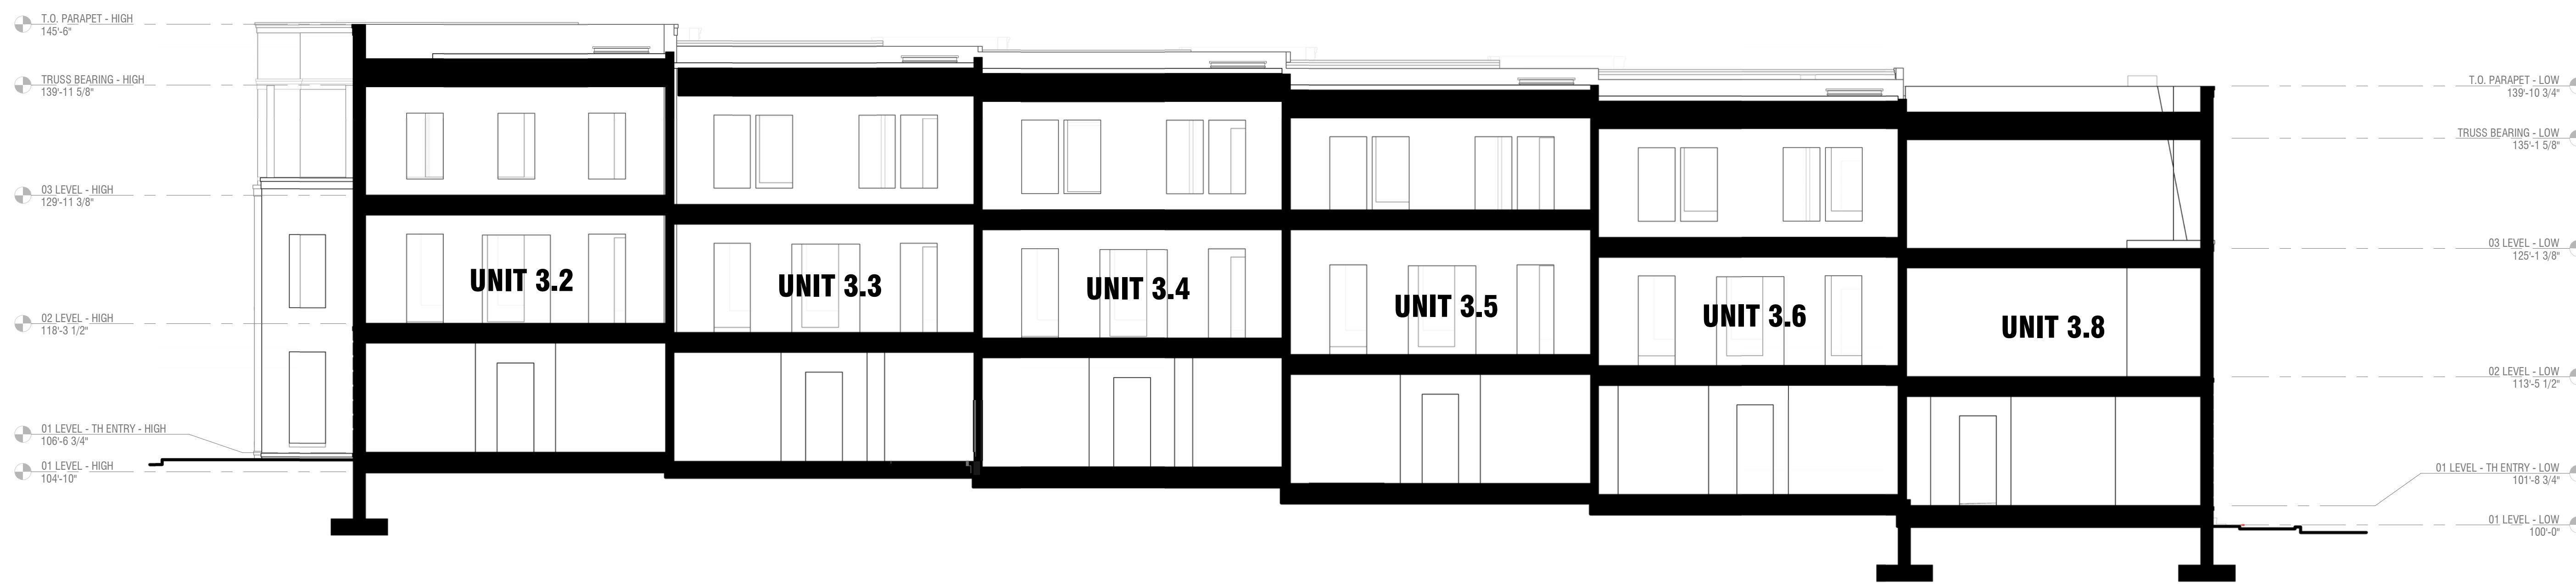 T.O. PARAPET - HIGH
145'-6"
TRUSS BEARING - HIGH
139'-11 5/8"
03 LEVEL - HIGH
129'-11 3/8"
02 LEVEL - HIGH
118'-3 1/2"
01 LEVEL - TH ENTRY - HIGH
106'-6 3/4"
01 LEVEL - HIGH
104'-10"
UNIT 3.2
UNIT 3.3
UNIT 3.4
UNIT 3.5
UNIT 3.6
UNIT 3.8
T.O. PARAPET - LOW
139'-10 3/4"
TRUSS BEARING - LOW
135'-1 5/8"
03 LEVEL - LOW
125'-1 3/8"
02 LEVEL - LOW
113'-5 1/2"
01 LEVEL - TH ENTRY - LOW
101'-8 3/4"
01 LEVEL - LOW
100'-0"